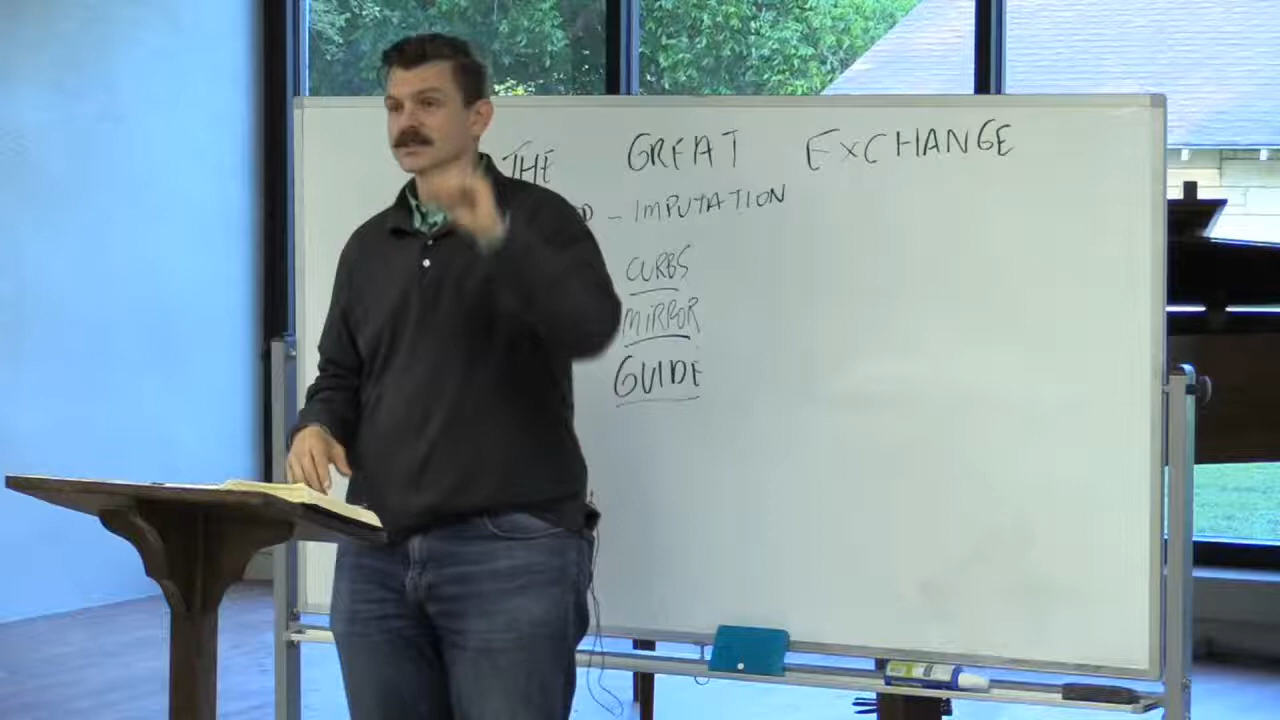 THE GREAT EXCHANGE
- IMPUTATION
CURBS
MIRROR
GUIDE